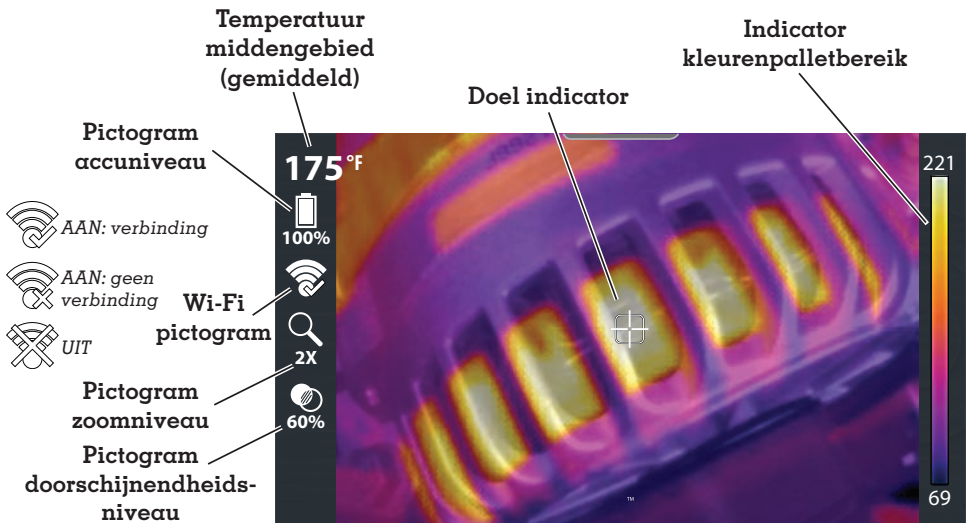 Temperatuur
middengebied
(gemiddeld)
Indicator
kleurenpalletbereik
Doel indicator
Pictogram
accuniveau
175°F
221
100%
AAN: verbinding
AAN: geen
verbinding
Wi-Fi
pictogram
UIT
2X
Pictogram
zoomniveau
60%
Pictogram
doorschijnendheids-
niveau
69
™